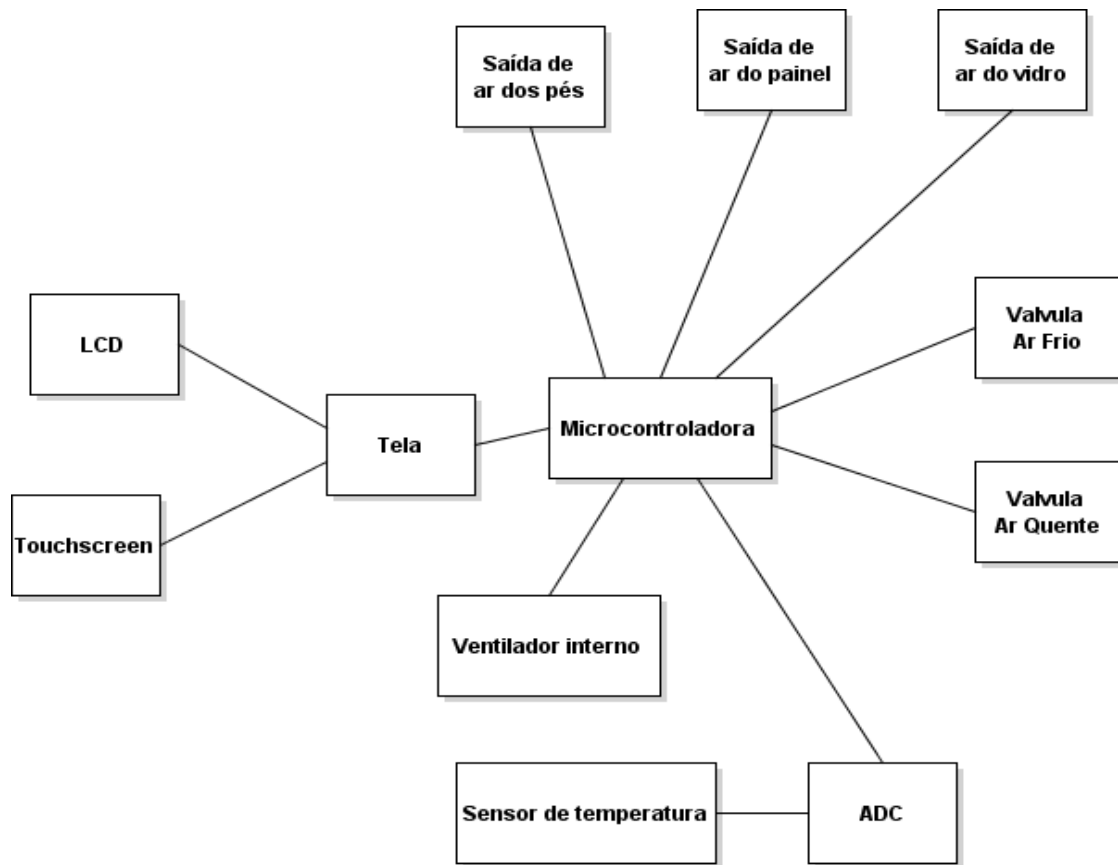 Saída de
ar dos pés
Saída de
ar do painel
Saída de
ar do vidro
LCD
Valvula
Ar Frio
Tela
Microcontroladora
Touchscreen
Valvula
Ar Quente
Ventilador interno
Sensor de temperatura
ADC